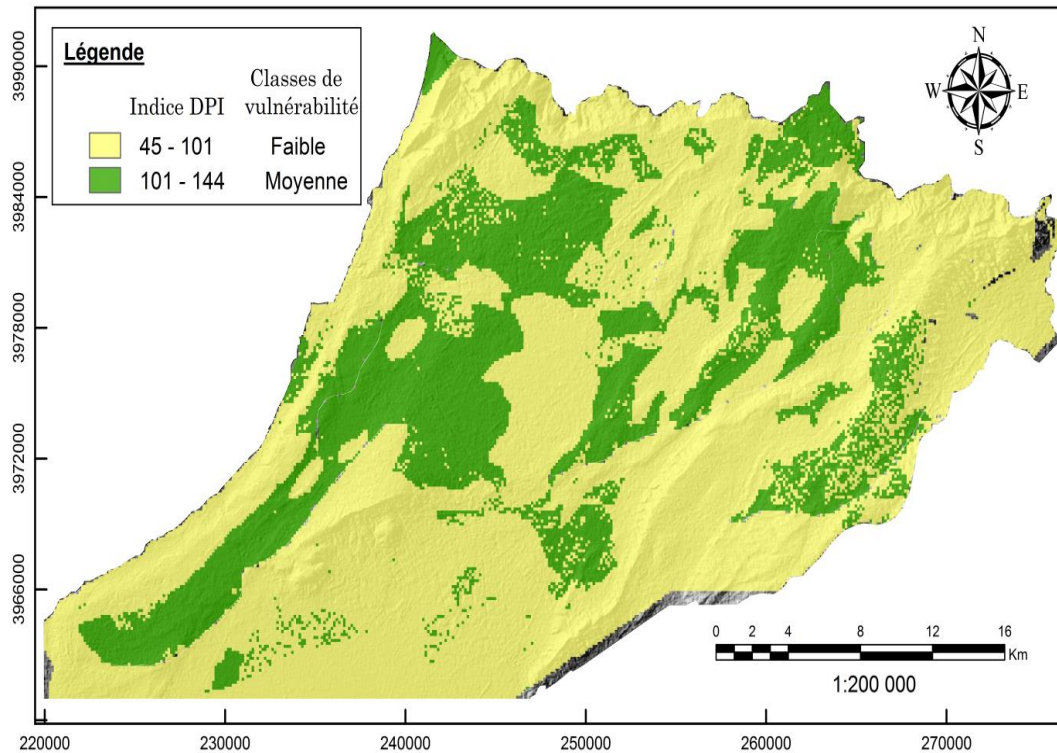 Légende
Indice DPI
Classes de
vulnérabilité
45 - 101 Faible
101 - 144 Moyenne
N
W E
S
3990000
3984000
3978000
3972000
3966000
0 2 4 8 12 16
Km
1:200 000
220000 230000 240000 250000 260000 270000